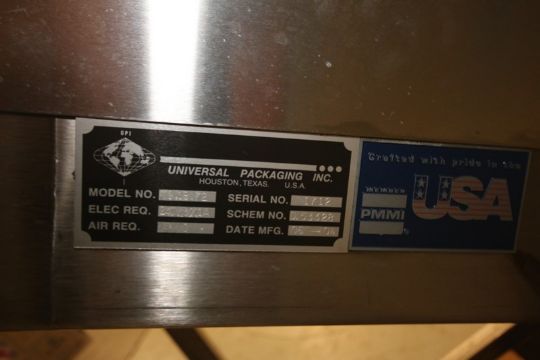 UPI
UNIVERSAL PACKAGING INC.
HOUSTON, TEXAS. U.S.A.
MODEL NO. SERIAL NO.
ELEC REQ. SCHEM NO.
AIR REQ. DATE MFG.
Crafted with pride in the
MEMBER
PMMI
USA